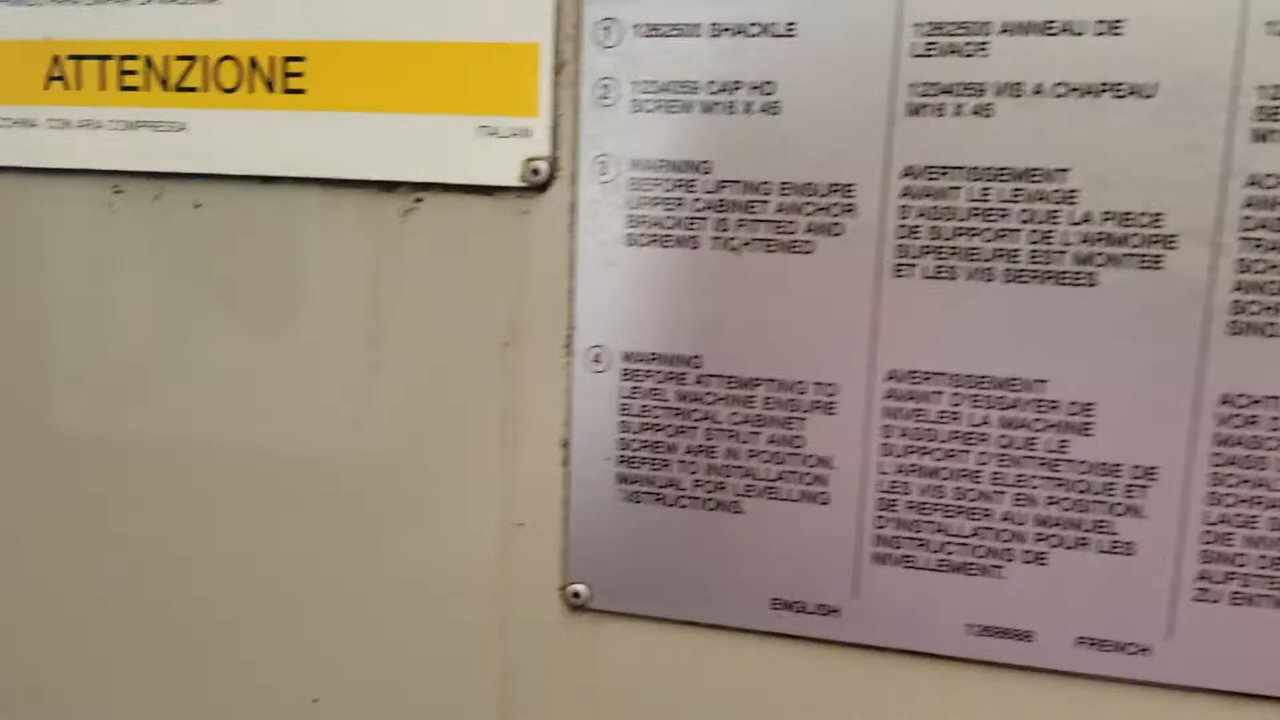 ATTENZIONE
ITALIAN
1 1262500 SHACKLE
2 1234059 CAP HD
SCREW M16 X 45
3 WARNING
BEFORE LIFTING ENSURE
UPPER CABINET ANCHOR
BRACKET IS FITTED AND
SCREWS TIGHTENED
4 WARNING
BEFORE ATTEMPTING TO
LEVEL MACHINE ENSURE
ELECTRICAL CABINET
SUPPORT STRUT AND
SCREW ARE IN POSITION.
REFER TO INSTALLATION
MANUAL FOR LEVELLING
INSTRUCTIONS.
ENGLISH
1262500 ANNEAU DE
LEVAGE
1234059 VIS A CHAPEAU
M16 X 45
AVERTISSEMENT
AVANT LE LEVAGE
S'ASSURER QUE LA PIECE
DE SUPPORT DE L'ARMOIRE
SUPERIEURE EST MONTEE
ET LES VIS SERREES
AVERTISSEMENT
AVANT D'ESSAYER DE
NIVELER LA MACHINE
S'ASSURER QUE LE
SUPPORT D'ENTRETOISE DE
L'ARMOIRE ELECTRIQUE ET
LES VIS SONT EN POSITION.
SE REFERER AU MANUEL
D'INSTALLATION POUR LES
INSTRUCTIONS DE
NIVELLEMENT.
FRENCH